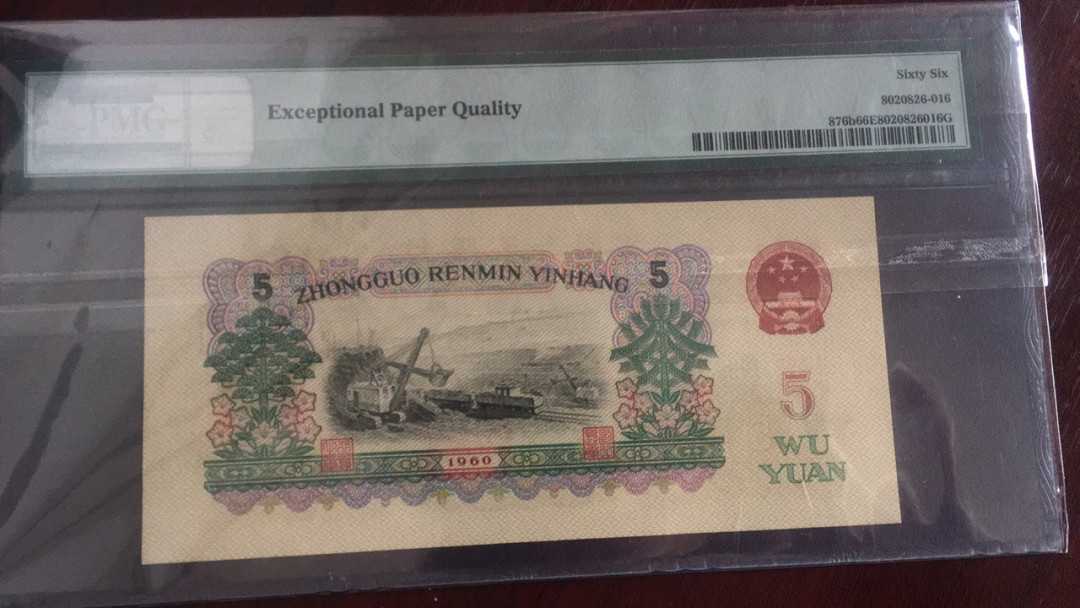 PMG
Exceptional Paper Quality
Sixty Six
8020826-016
876b66E8020826016G
5
ZHONGGUO RENMIN YINHANG
5
5
WU
YUAN
1960